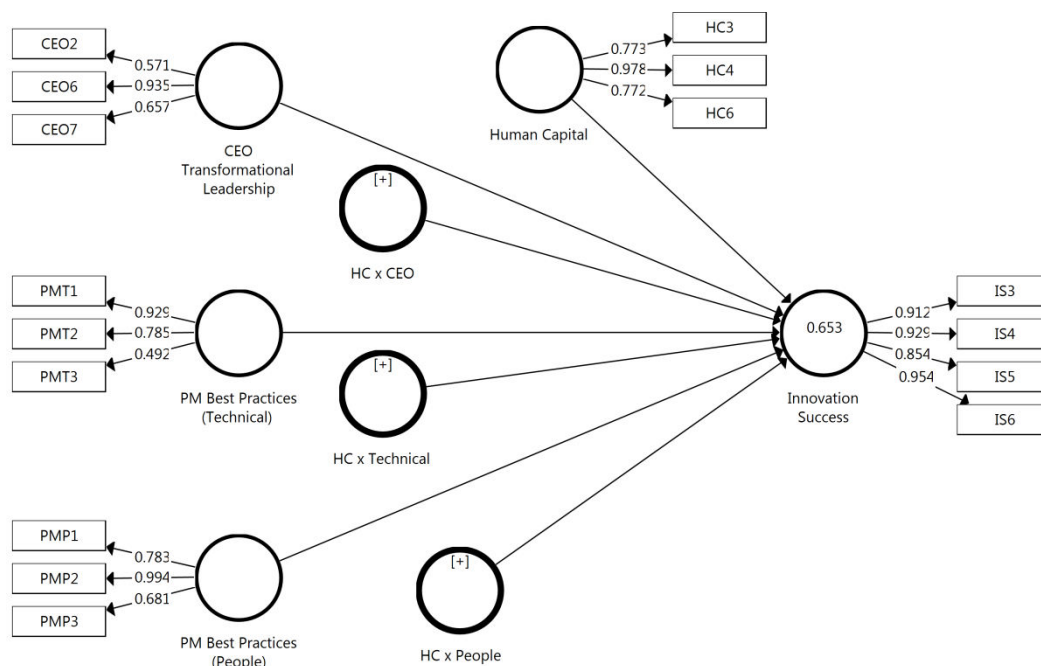 CEO2
CEO6
CEO7
0.571
0.935
0.657
CEO
Transformational
Leadership
HC3
HC4
HC6
0.773
0.978
0.772
Human Capital
[+]
HC x CEO
PMT1
PMT2
PMT3
0.929
0.785
0.492
PM Best Practices
(Technical)
[+]
HC x Technical
0.653
Innovation
Success
0.912
0.929
0.854
0.954
IS3
IS4
IS5
IS6
PMP1
PMP2
PMP3
0.783
0.994
0.681
PM Best Practices
(People)
[+]
HC x People